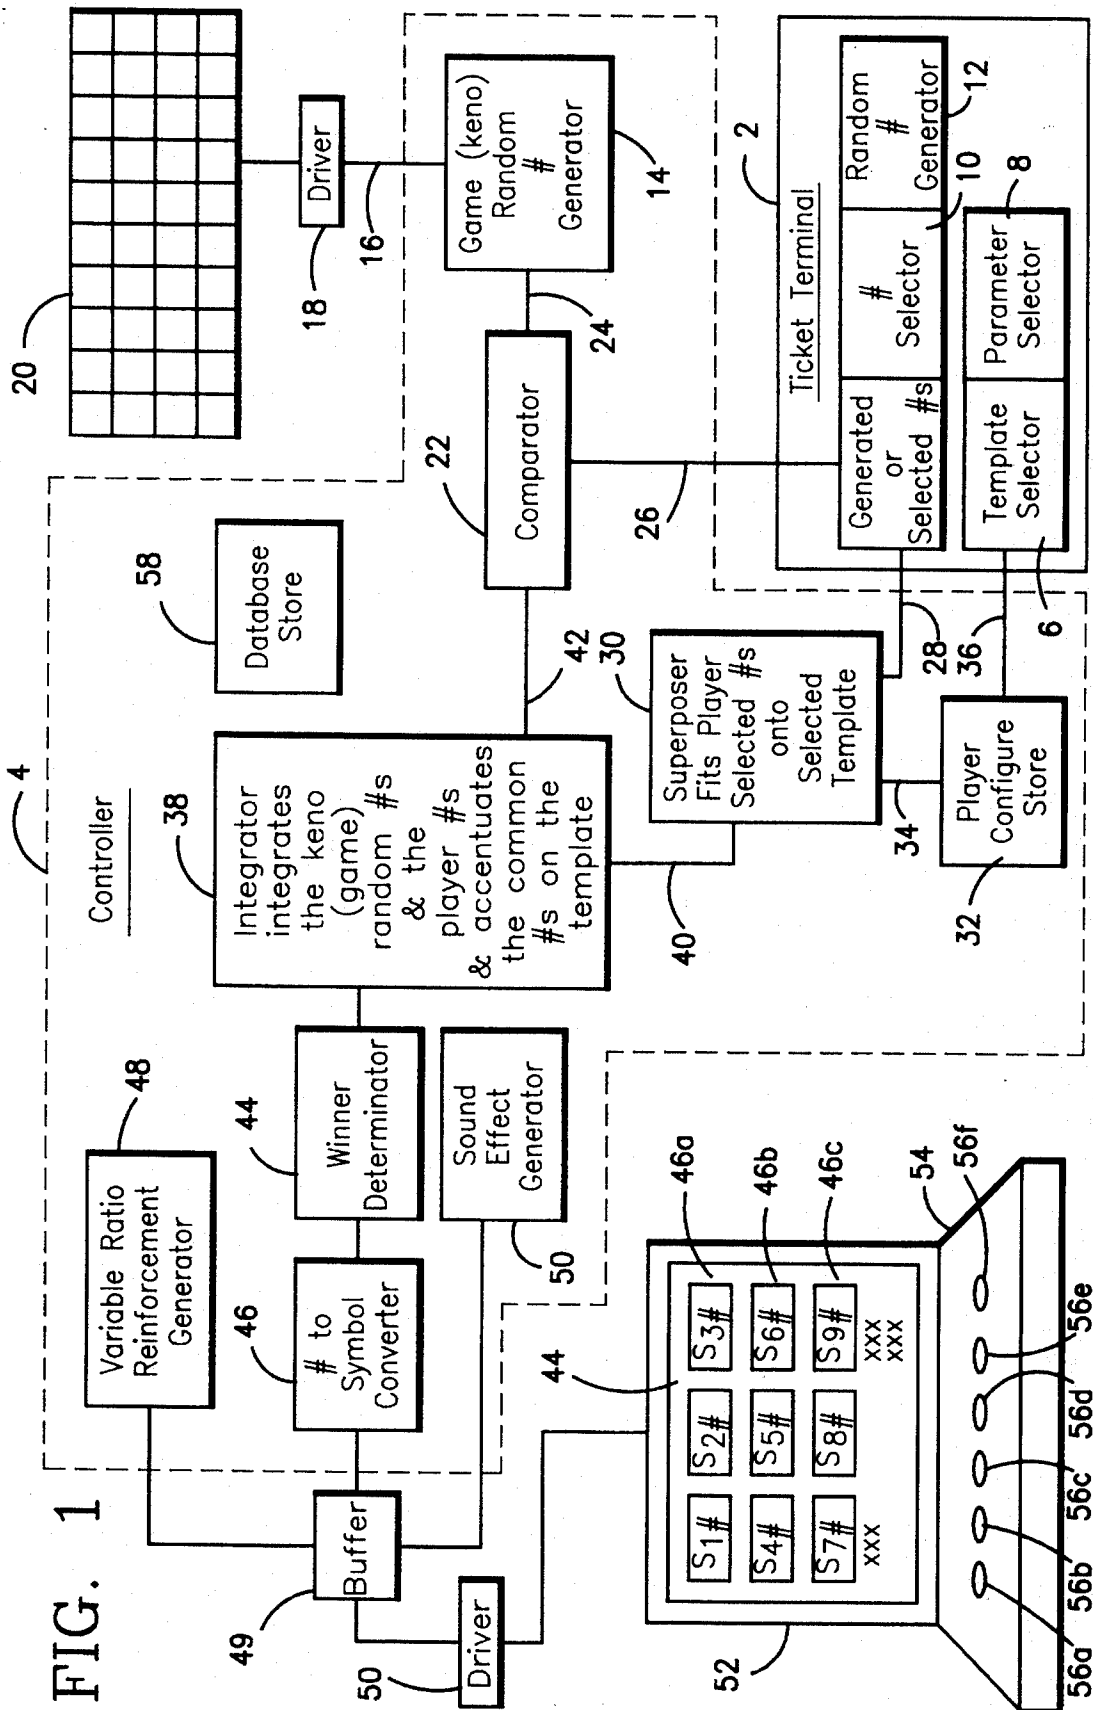 FIG. 1
4
Controller
20
Driver
18
16
Game (keno)
Random
#
Generator
14
24
22
Comparator
26
2
Ticket Terminal
Generated
or
Selected #s
#
Selector
10
Random
#
Generator
12
Template
Selector
6
Parameter
Selector
8
58
Database
Store
42
38
Integrator
integrates
the keno
(game)
random #s
& the
player #s
& accentuates
the common
#s on the
template
30
Superposer
Fits Player
Selected #s
onto
Selected
Template
28
36
34
40
Player
Configure
Store
32
48
Variable Ratio
Reinforcement
Generator
44
Winner
Determinator
46
# to
Symbol
Converter
Sound
Effect
Generator
50
Buffer
49
Driver
50
44
S1#
S2#
S3#
46a
S4#
S5#
S6#
46b
S7#
S8#
S9#
46c
xxx
xxx
xxx
52
54
56a
56b
56c
56d
56e
56f